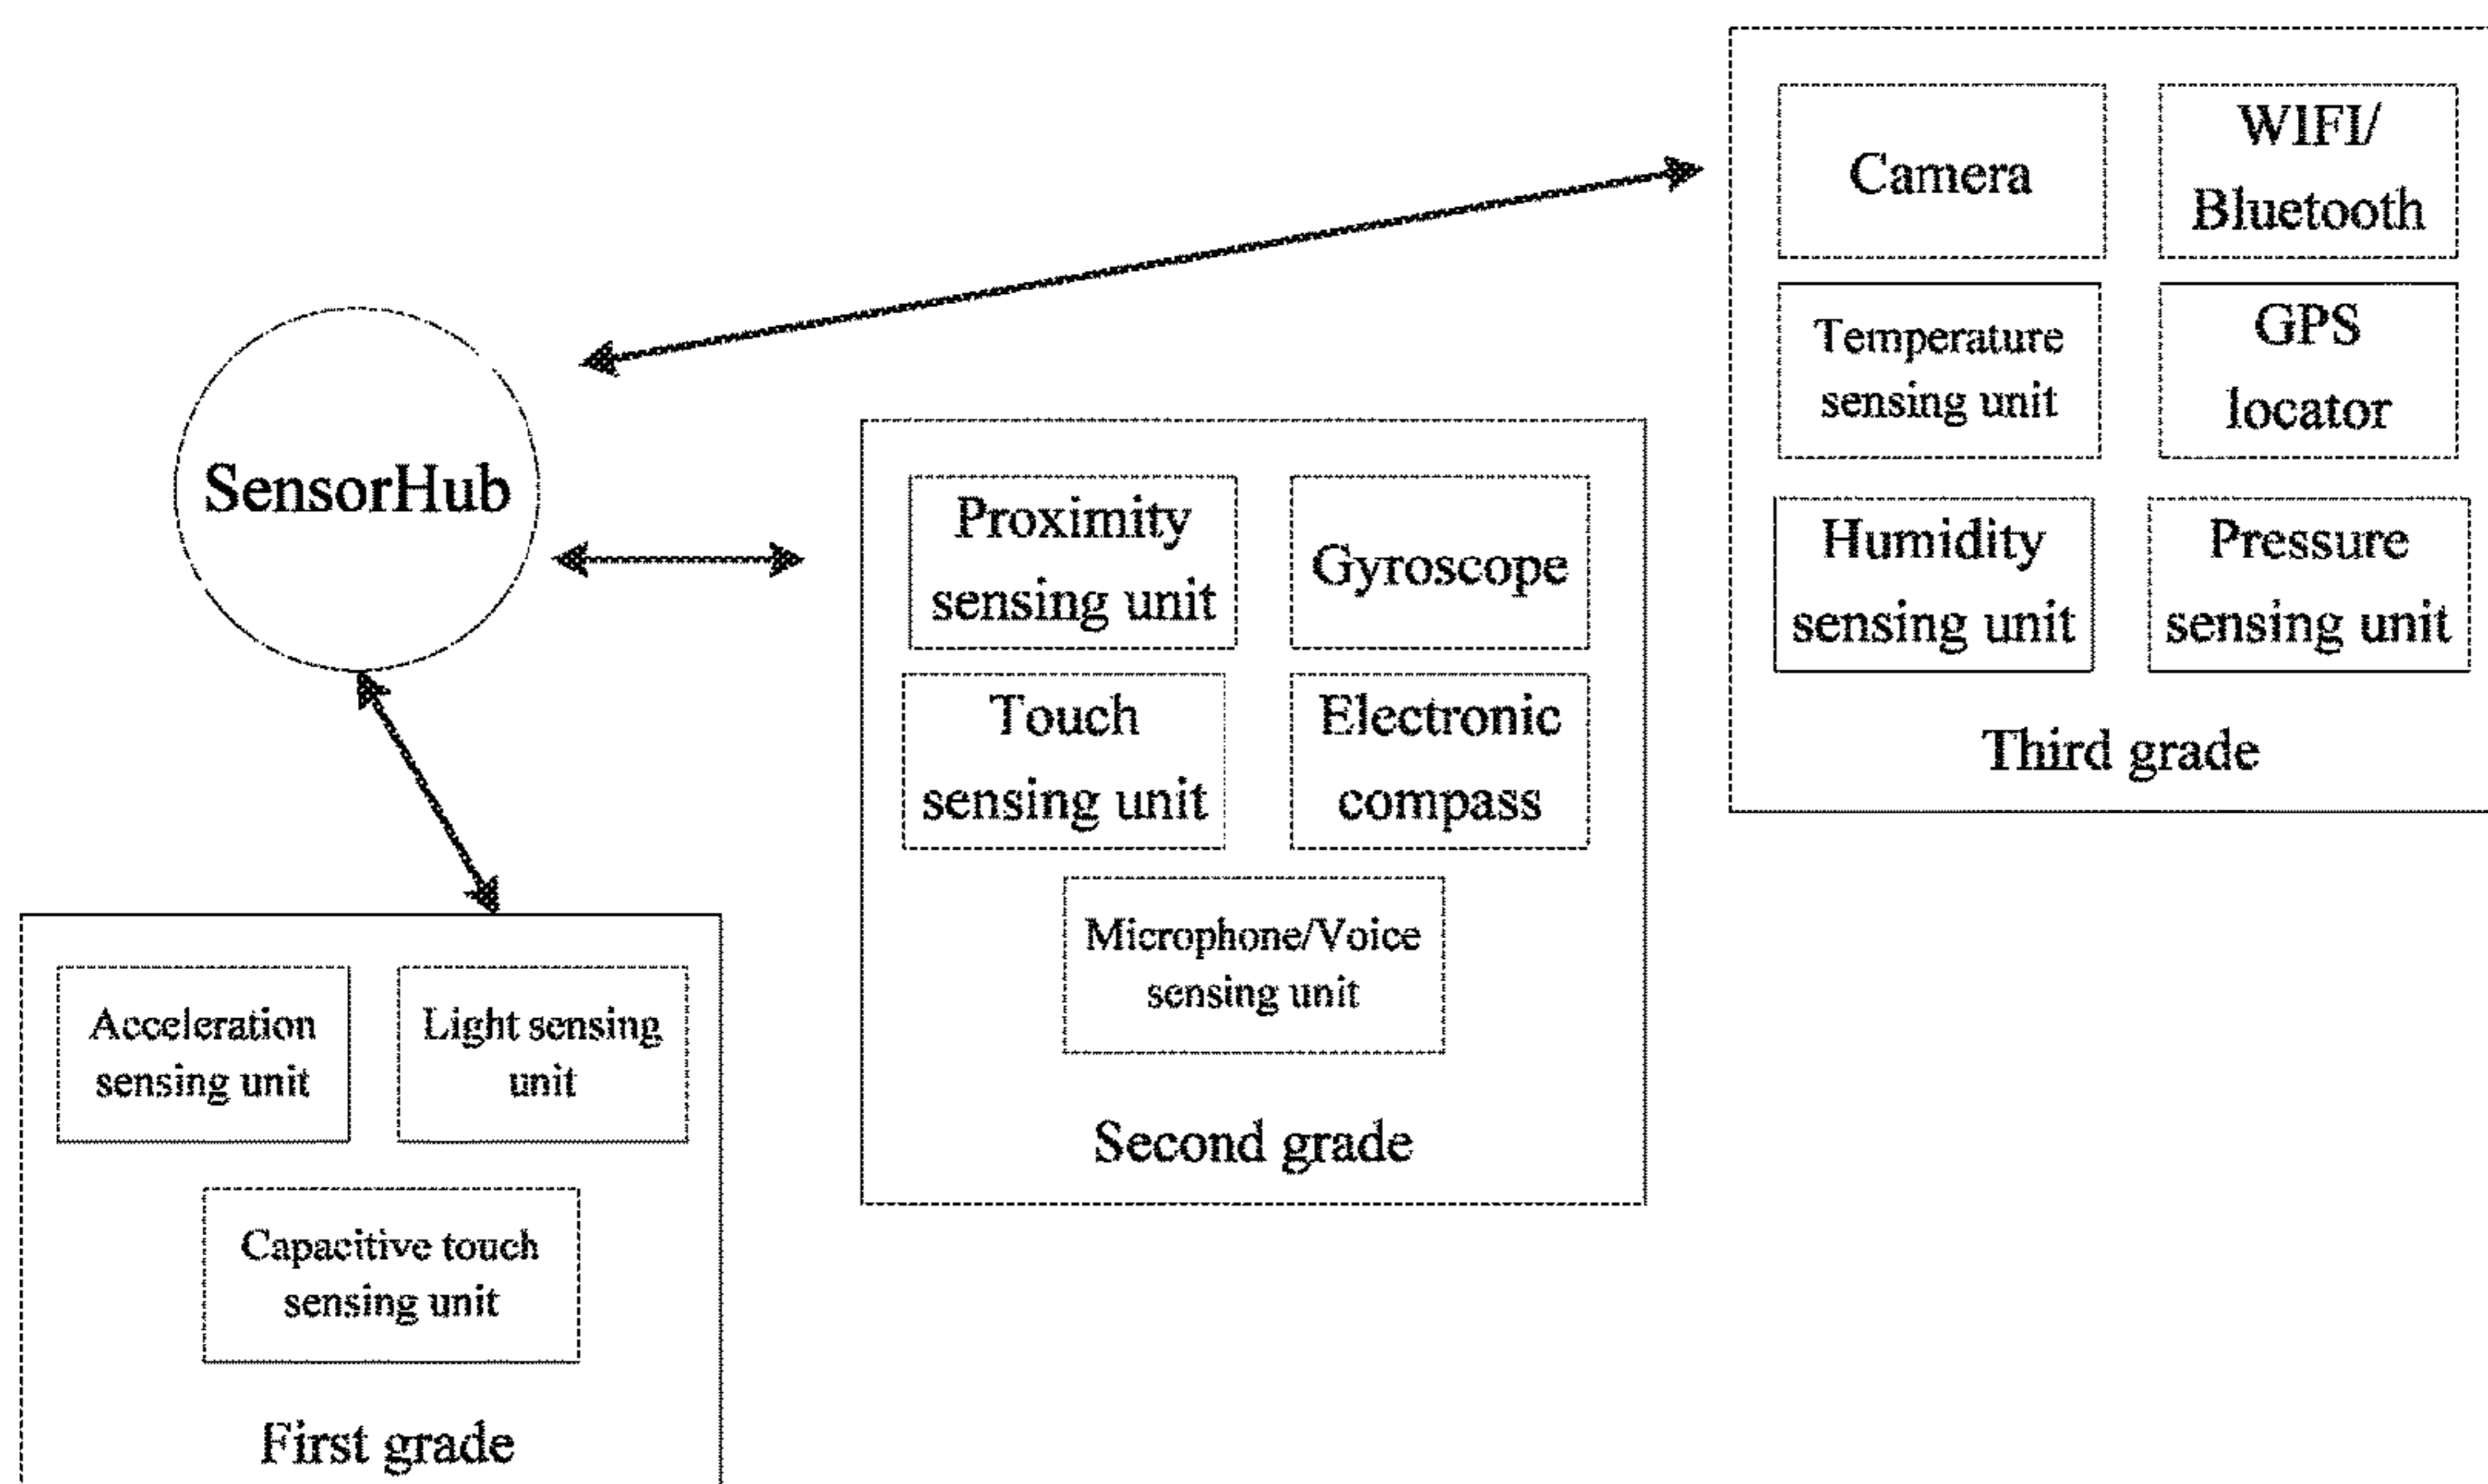 SensorHub
Camera
WIFI/
Bluetooth
Temperature
sensing unit
GPS
locator
Humidity
sensing unit
Pressure
sensing unit
Third grade
Proximity
sensing unit
Gyroscope
Touch
sensing unit
Electronic
compass
Microphone/Voice
sensing unit
Second grade
Acceleration
sensing unit
Light sensing
unit
Capacitive touch
sensing unit
First grade